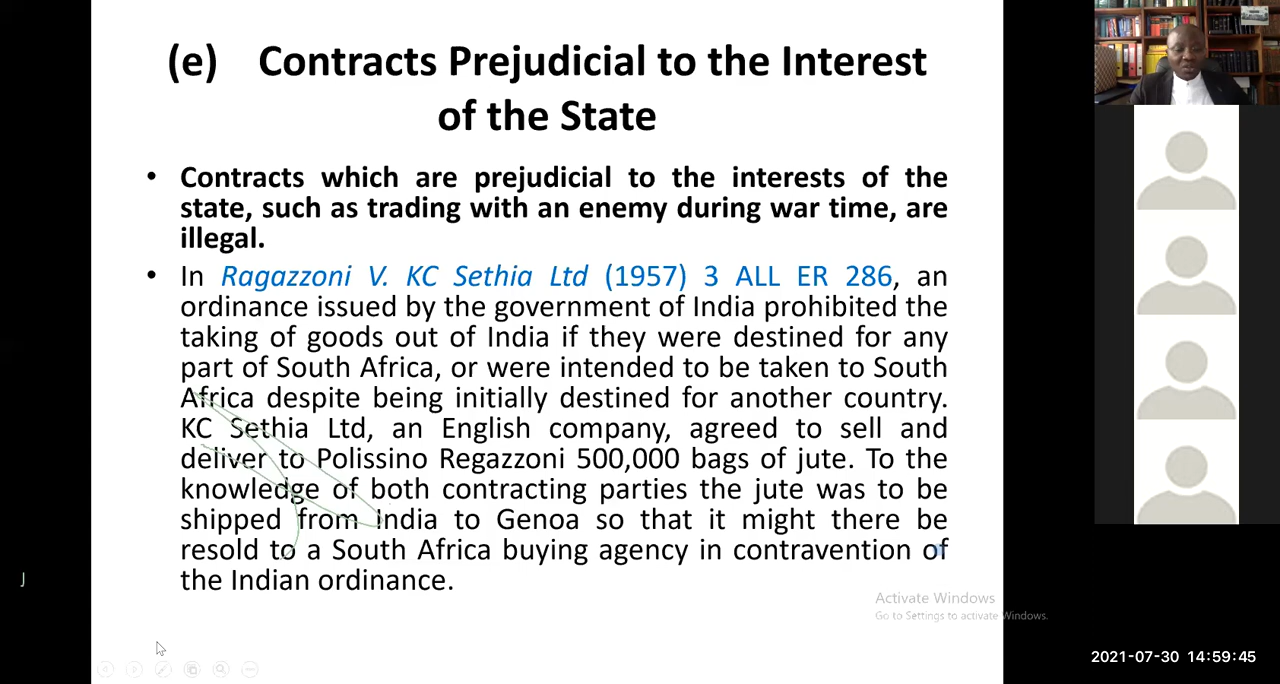 (e) Contracts Prejudicial to the Interest
of the State
• Contracts which are prejudicial to the interests of the
state, such as trading with an enemy during war time, are
illegal.
• In Ragazzoni V. KC Sethia Ltd (1957) 3 ALL ER 286, an
ordinance issued by the government of India prohibited the
taking of goods out of India if they were destined for any
part of South Africa, or were intended to be taken to South
Africa despite being initially destined for another country.
KC Sethia Ltd, an English company, agreed to sell and
deliver to Polissino Regazzoni 500,000 bags of jute. To the
knowledge of both contracting parties the jute was to be
shipped from India to Genoa so that it might there be
resold to a South Africa buying agency in contravention of
the Indian ordinance.
J
Activate Windows
Go to Settings to activate Windows.
2021-07-30 14:59:45